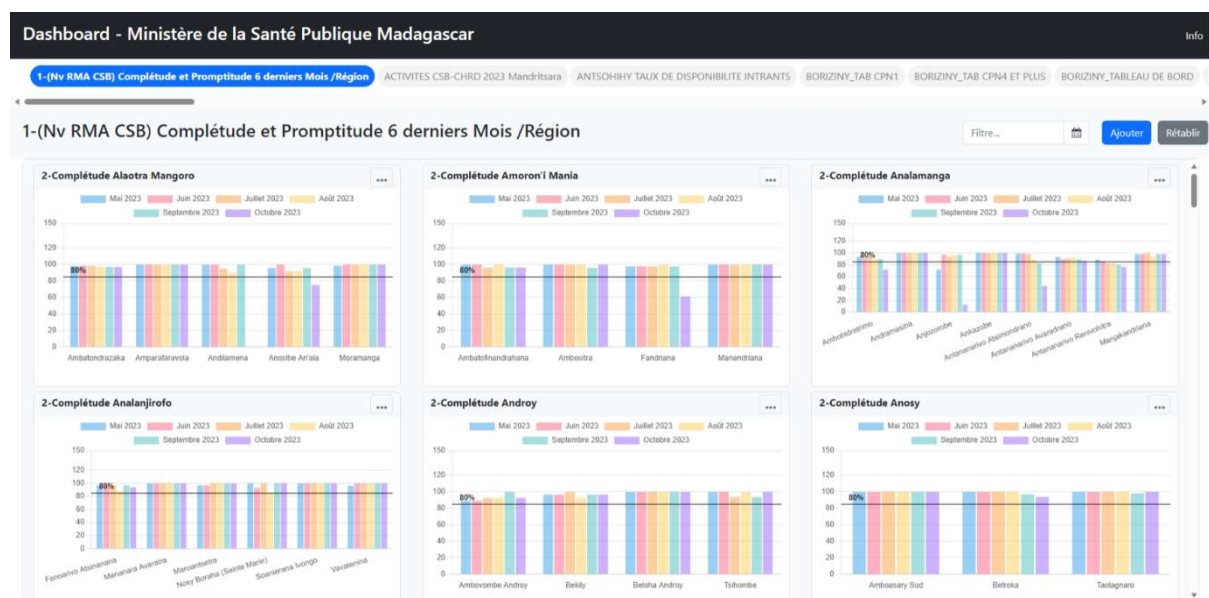 Dashboard - Ministère de la Santé Publique Madagascar
Info
1-(Nv RMA CSB) Complétude et Promptitude 6 derniers Mois /Région
ACTIVITES CSB-CHRD 2023 Mandritsara
ANTSOHIHY TAUX DE DISPONIBILITE INTRANTS
BORIZINY_TAB CPN1
BORIZINY_TAB CPN4 ET PLUS
BORIZINY_TABLEAU DE BORD
1-(Nv RMA CSB) Complétude et Promptitude 6 derniers Mois /Région
Filtre...
Ajouter
Rétablir
2-Complétude Alaotra Mangoro
...
Mai 2023 Juin 2023 Juillet 2023 Août 2023
Septembre 2023 Octobre 2023
150
120
100
80
60
40
20
0
80%
Ambatondrazaka Amparafaravola Andilamena Anosibe An'ala Moramanga
2-Complétude Amoron'i Mania
...
Mai 2023 Juin 2023 Juillet 2023 Août 2023
Septembre 2023 Octobre 2023
150
120
100
80
60
40
20
0
80%
Ambatofinandrahana Ambositra Fandriana Manandriana
2-Complétude Analamanga
...
Mai 2023 Juin 2023 Juillet 2023 Août 2023
Septembre 2023 Octobre 2023
150
120
100
80
60
40
20
0
80%
Ambohidratrimo
Andramasina
Anjozorobe
Ankazobe
Antananarivo Atsimondrano
Antananarivo Avaradrano
Antananarivo Renivohitra
Manjakandriana
2-Complétude Analanjirofo
...
Mai 2023 Juin 2023 Juillet 2023 Août 2023
Septembre 2023 Octobre 2023
150
120
100
80
60
40
20
0
80%
Fenoarivo Atsinanana
Mananara Avaratra
Maroantsetra
Nosy Boraha (Sainte Marie)
Soanierana Ivongo
Vavatenina
2-Complétude Androy
...
Mai 2023 Juin 2023 Juillet 2023 Août 2023
Septembre 2023 Octobre 2023
150
120
100
80
60
40
20
0
80%
Ambovombe Androy Bekily Beloha Androy Tsihombe
2-Complétude Anosy
...
Mai 2023 Juin 2023 Juillet 2023 Août 2023
Septembre 2023 Octobre 2023
150
120
100
80
60
40
20
0
80%
Amboasary Sud Betroka Taolagnaro